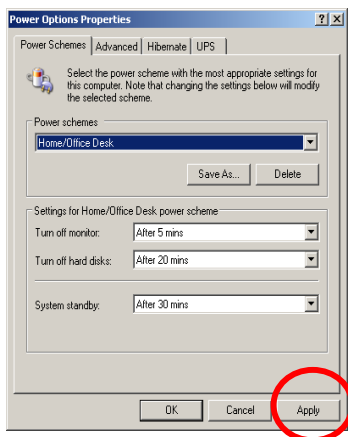 Power Options Properties
Power Schemes Advanced Hibernate UPS
Select the power scheme with the most appropriate settings for
this computer. Note that changing the settings below will modify
the selected scheme.
Power schemes
Home/Office Desk
Save As... Delete
Settings for Home/Office Desk power scheme
Turn off monitor: After 5 mins
Turn off hard disks: After 20 mins
System standby: After 30 mins
OK Cancel Apply